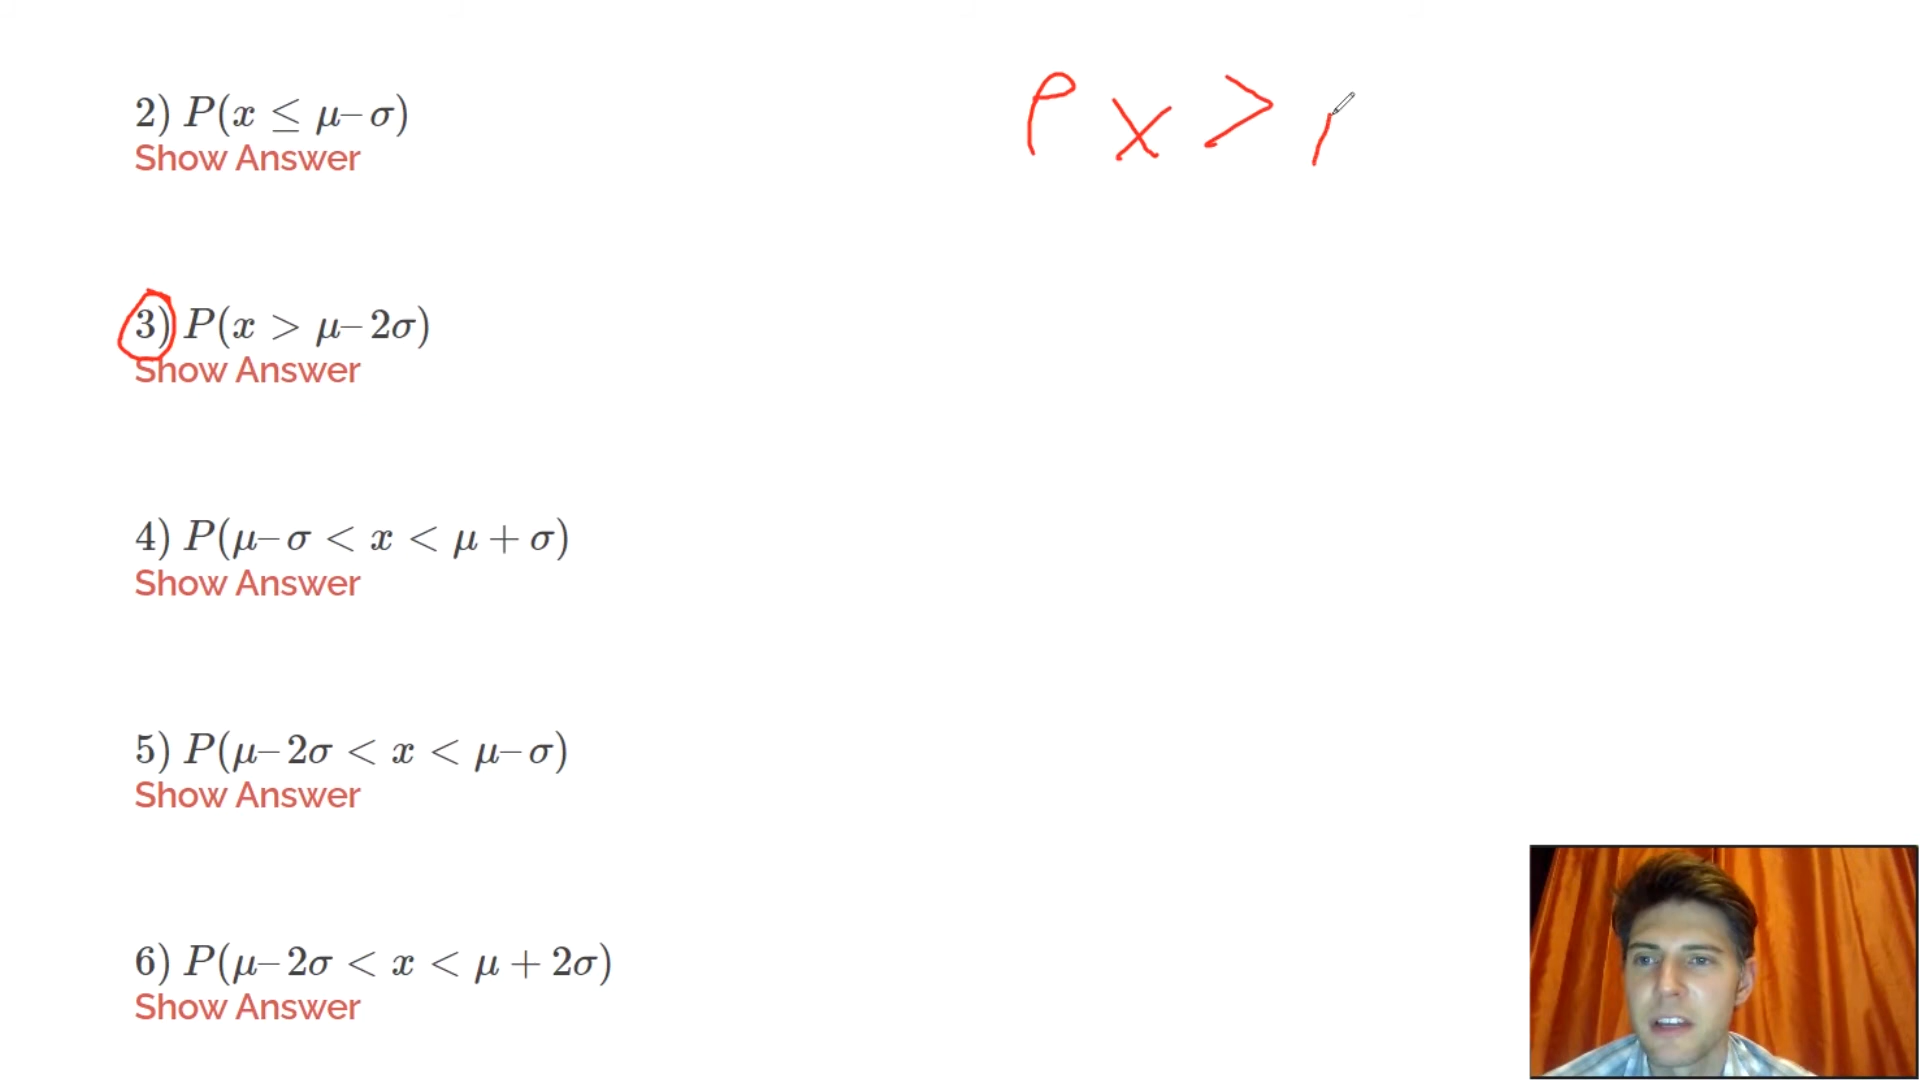 2) P(x ≤ μ– σ)
Show Answer
P x >
3) P(x > μ– 2σ)
Show Answer
4) P(μ– σ < x < μ + σ)
Show Answer
5) P(μ– 2σ < x < μ– σ)
Show Answer
6) P(μ– 2σ < x < μ + 2σ)
Show Answer